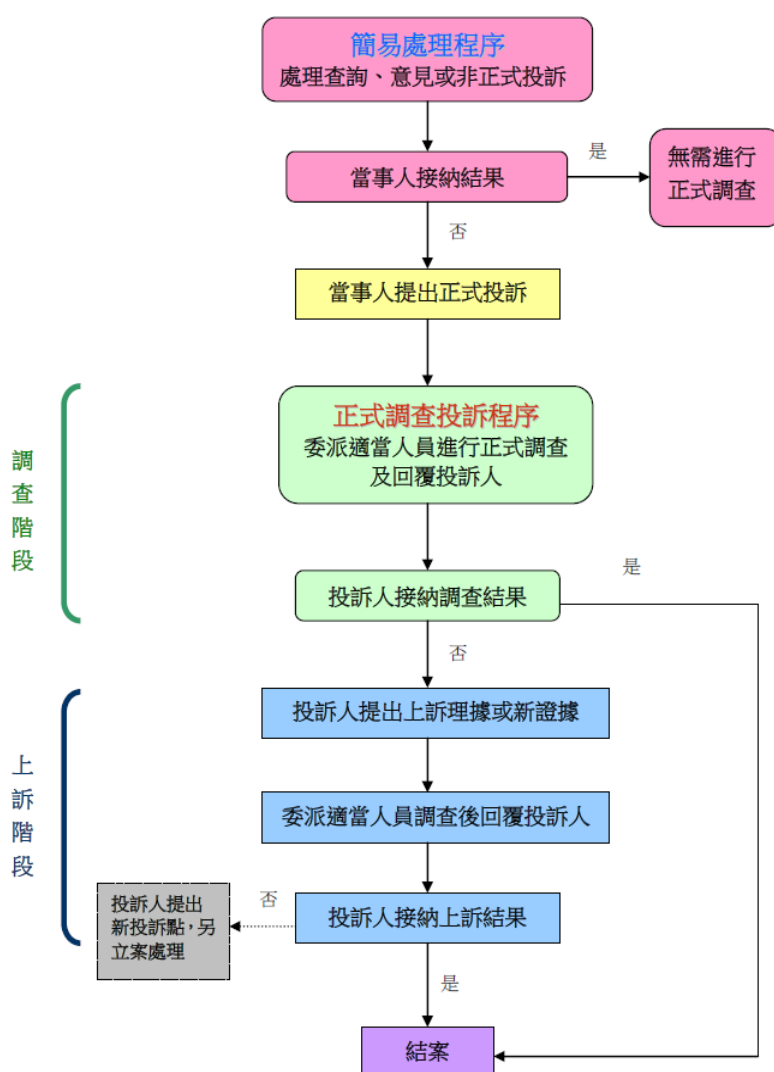 簡易處理程序
處理查詢、意見或非正式投訴
當事人接納結果
是
無需進行
正式調查
否
當事人提出正式投訴
調
查
階
段
正式調查投訴程序
委派適當人員進行正式調查
及回覆投訴人
投訴人接納調查結果
是
否
上
訴
階
段
投訴人提出上訴理據或新證據
委派適當人員調查後回覆投訴人
投訴人接納上訴結果
否
投訴人提出
新投訴點，另
立案處理
是
結案